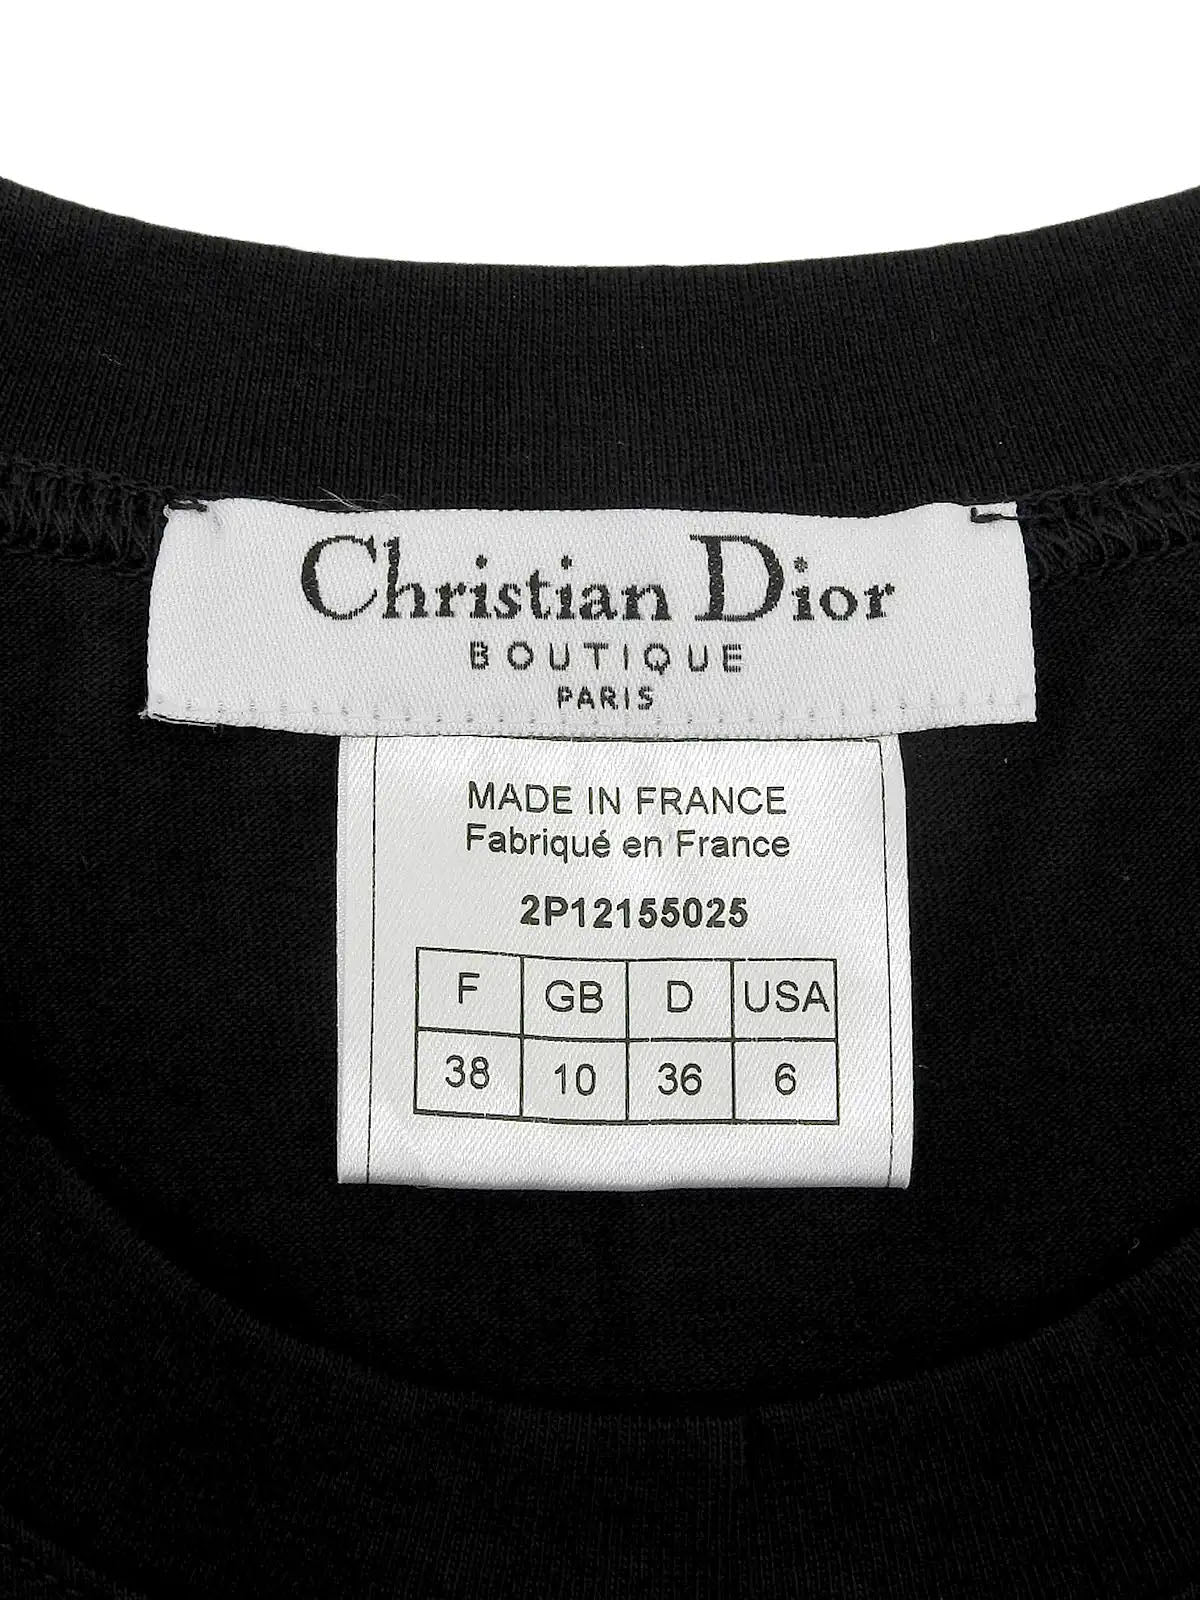 Christian Dior
BOUTIQUE
PARIS
MADE IN FRANCE
Fabriqué en France
2P12155025
F GB D USA
38 10 36 6